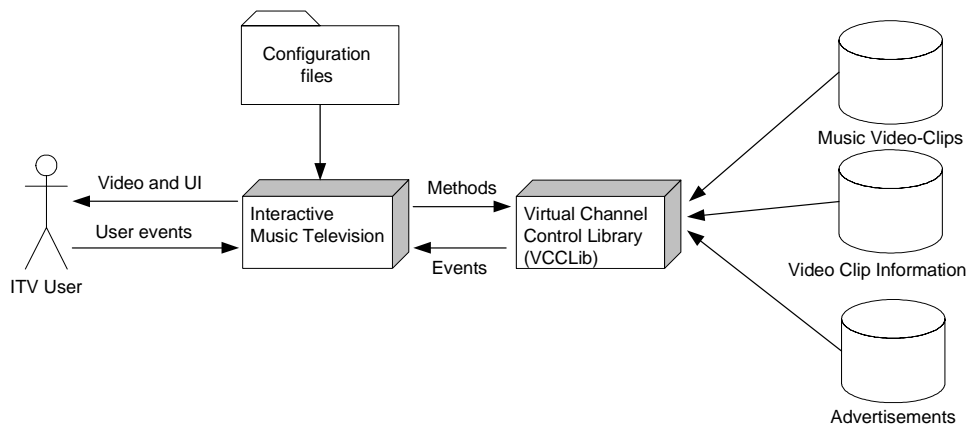 Configuration
files
Music Video-Clips
Video and UI
Methods
Interactive
Music Television
Virtual Channel
Control Library
(VCCLib)
User events
Events
ITV User
Video Clip Information
Advertisements